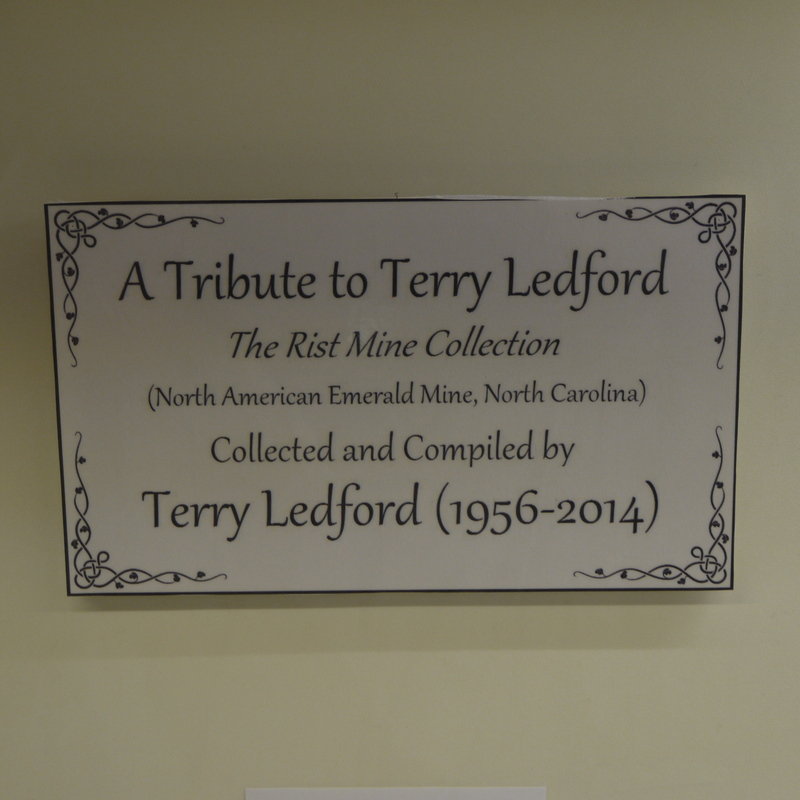 A Tribute to Terry Ledford
The Rist Mine Collection
(North American Emerald Mine, North Carolina)
Collected and Compiled by
Terry Ledford (1956-2014)